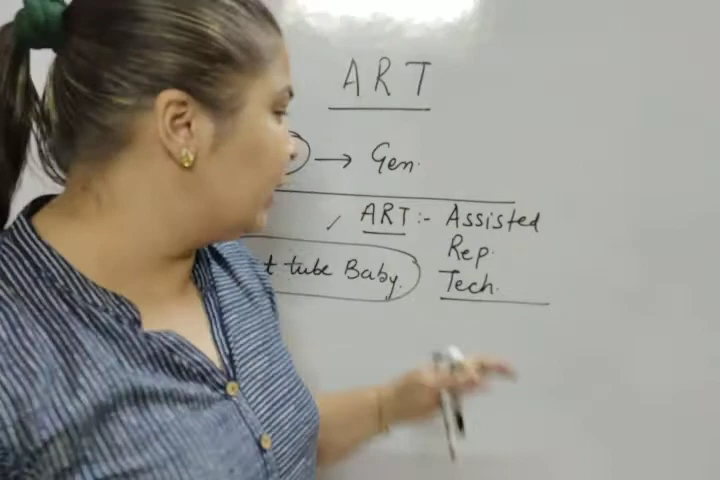 ART
→ Gen.
✓ ART :- Assisted
Rep.
Tech.
t tube Baby.